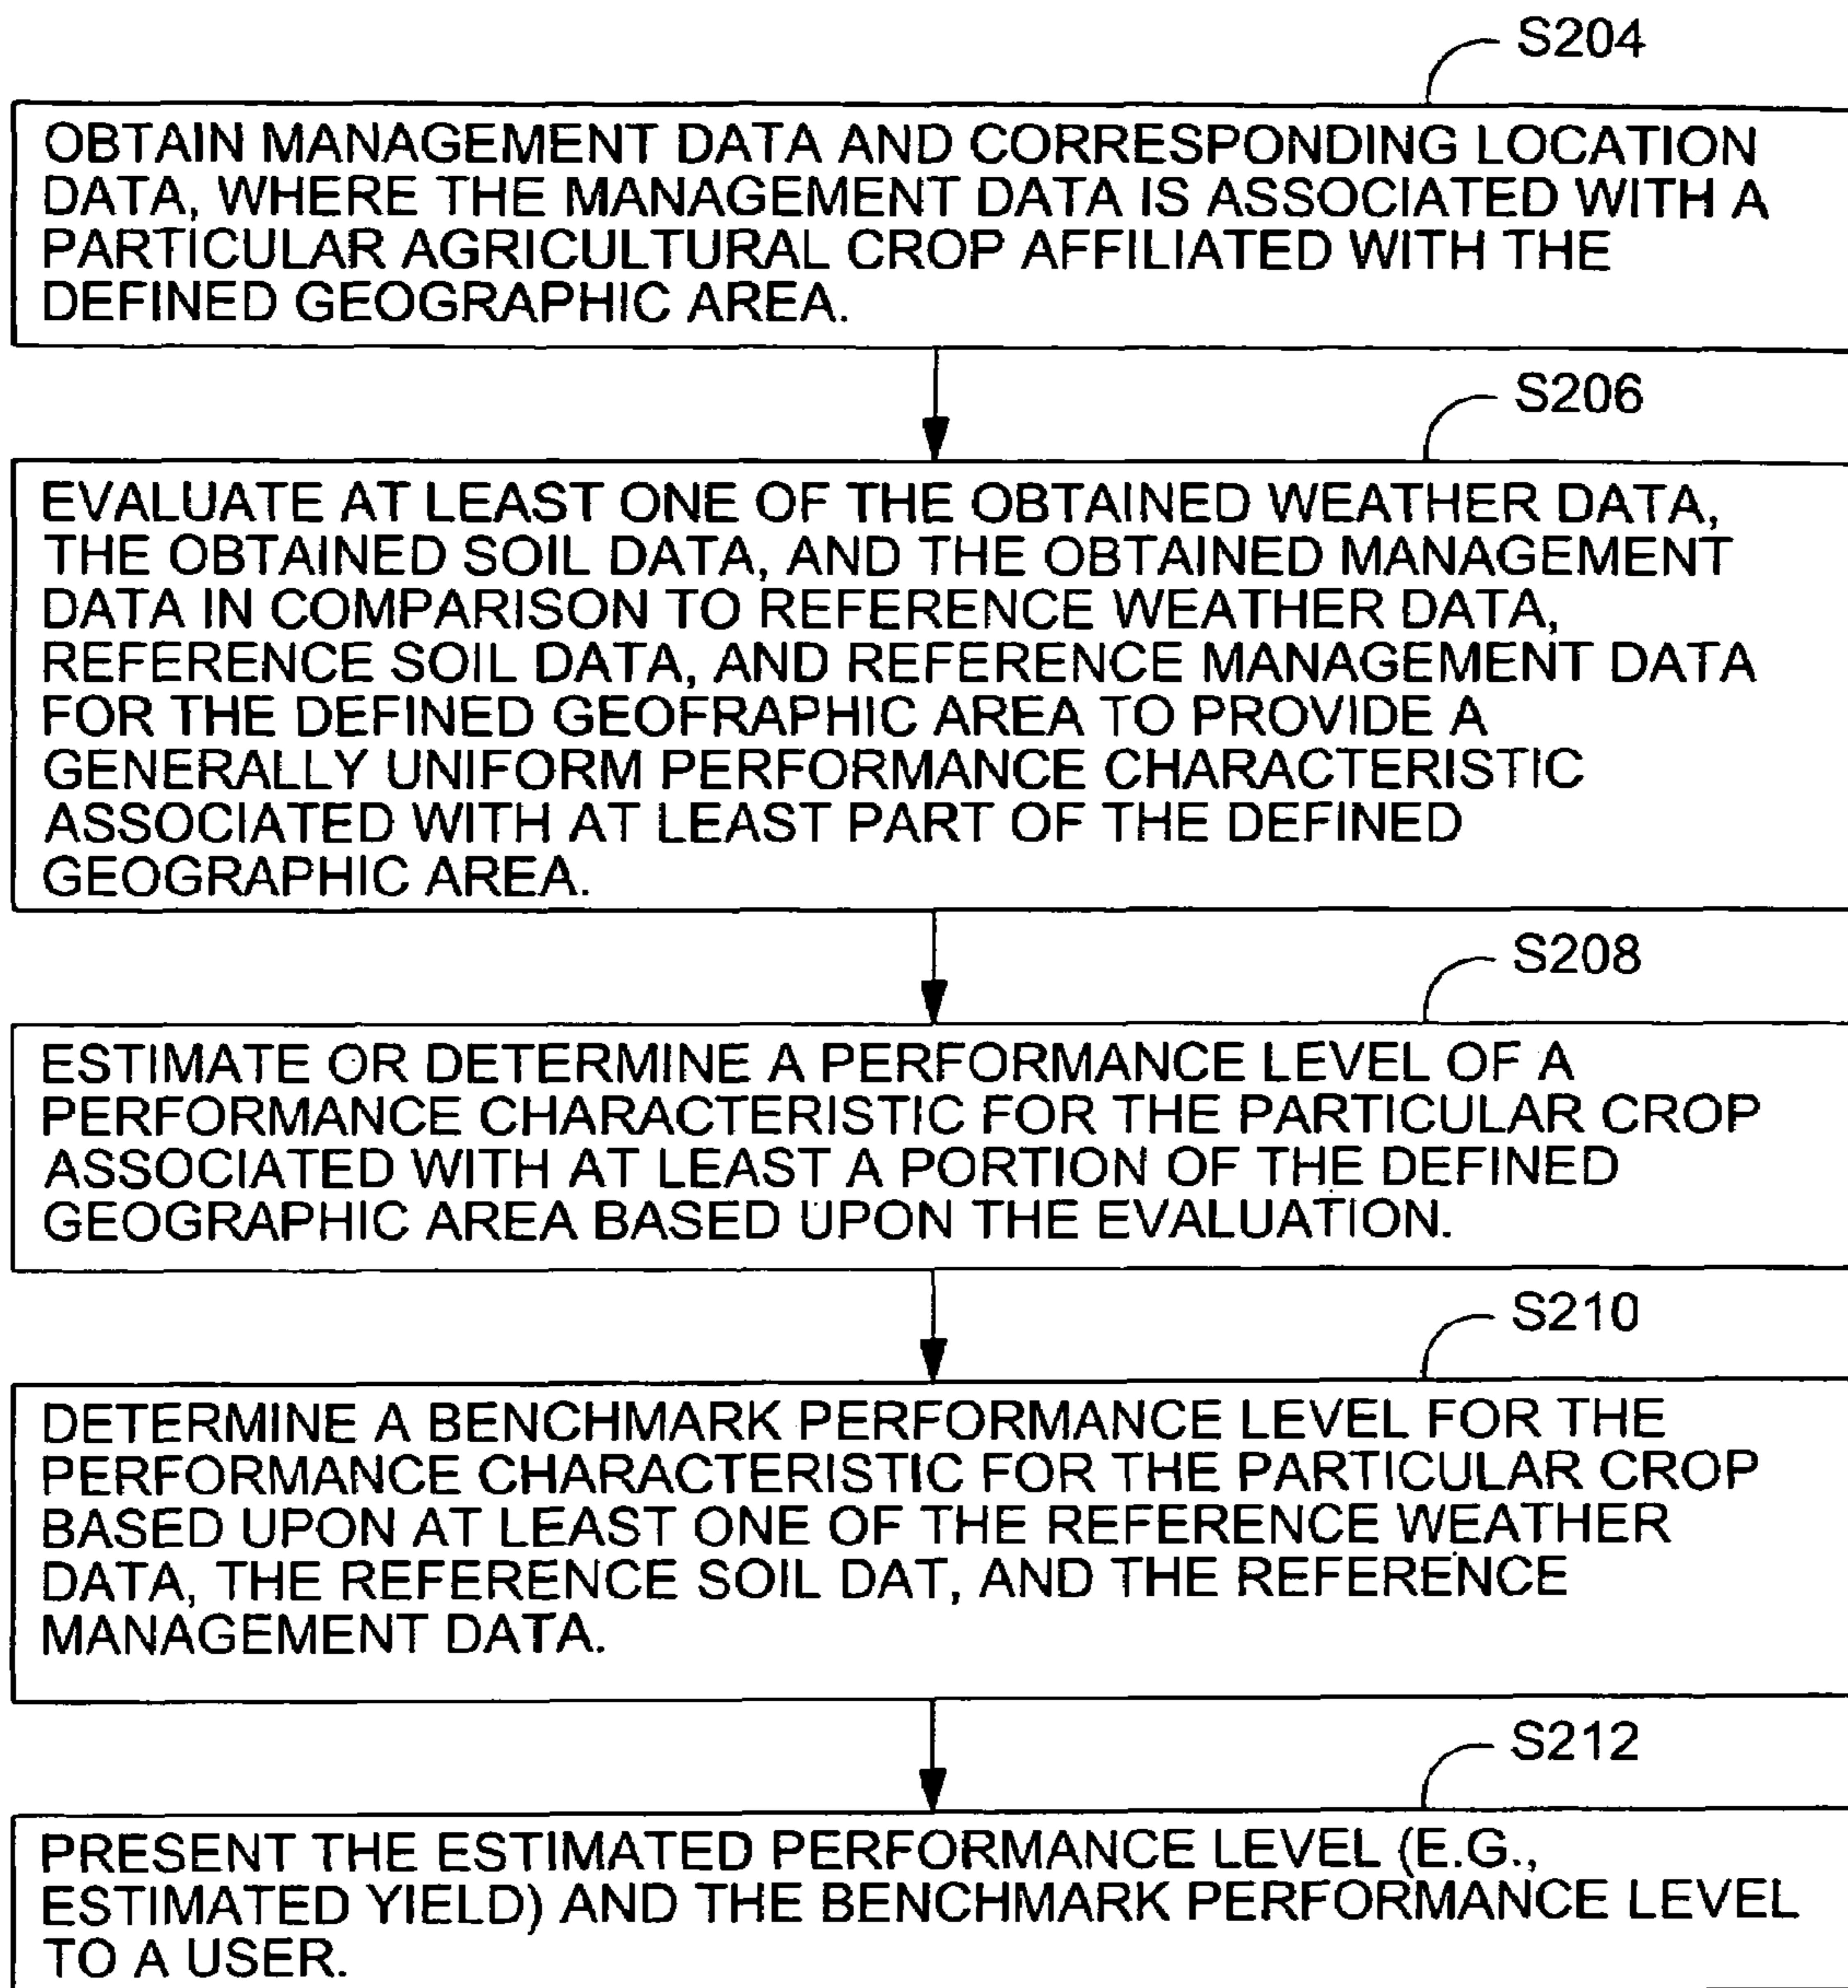 S204
OBTAIN MANAGEMENT DATA AND CORRESPONDING LOCATION
DATA, WHERE THE MANAGEMENT DATA IS ASSOCIATED WITH A
PARTICULAR AGRICULTURAL CROP AFFILIATED WITH THE
DEFINED GEOGRAPHIC AREA.
S206
EVALUATE AT LEAST ONE OF THE OBTAINED WEATHER DATA,
THE OBTAINED SOIL DATA, AND THE OBTAINED MANAGEMENT
DATA IN COMPARISON TO REFERENCE WEATHER DATA,
REFERENCE SOIL DATA, AND REFERENCE MANAGEMENT DATA
FOR THE DEFINED GEOFRAPHIC AREA TO PROVIDE A
GENERALLY UNIFORM PERFORMANCE CHARACTERISTIC
ASSOCIATED WITH AT LEAST PART OF THE DEFINED
GEOGRAPHIC AREA.
S208
ESTIMATE OR DETERMINE A PERFORMANCE LEVEL OF A
PERFORMANCE CHARACTERISTIC FOR THE PARTICULAR CROP
ASSOCIATED WITH AT LEAST A PORTION OF THE DEFINED
GEOGRAPHIC AREA BASED UPON THE EVALUATION.
S210
DETERMINE A BENCHMARK PERFORMANCE LEVEL FOR THE
PERFORMANCE CHARACTERISTIC FOR THE PARTICULAR CROP
BASED UPON AT LEAST ONE OF THE REFERENCE WEATHER
DATA, THE REFERENCE SOIL DAT, AND THE REFERENCE
MANAGEMENT DATA.
S212
PRESENT THE ESTIMATED PERFORMANCE LEVEL (E.G.,
ESTIMATED YIELD) AND THE BENCHMARK PERFORMANCE LEVEL
TO A USER.